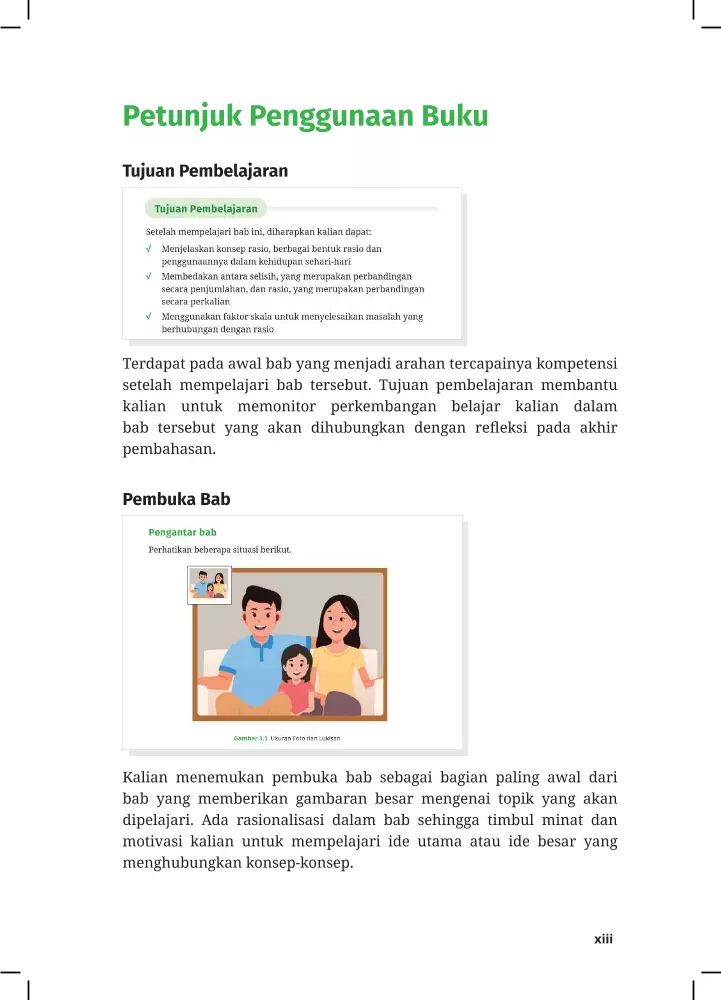 Petunjuk Penggunaan Buku
Tujuan Pembelajaran
Tujuan Pembelajaran
Setelah mempelajari bab ini, diharapkan kalian dapat:
√ Menjelaskan konsep rasio, berbagai bentuk rasio dan
penggunaannya dalam kehidupan sehari-hari
√ Membedakan antara selisih, yang merupakan perbandingan
secara penjumlahan, dan rasio, yang merupakan perbandingan
secara perkalian
√ Menggunakan faktor skala untuk menyelesaikan masalah yang
berhubungan dengan rasio
Terdapat pada awal bab yang menjadi arahan tercapainya kompetensi
setelah mempelajari bab tersebut. Tujuan pembelajaran membantu
kalian untuk memonitor perkembangan belajar kalian dalam
bab tersebut yang akan dihubungkan dengan refleksi pada akhir
pembahasan.
Pembuka Bab
Pengantar bab
Perhatikan beberapa situasi berikut.
Gambar 3.1 Ukuran Foto dan Lukisan
Kalian menemukan pembuka bab sebagai bagian paling awal dari
bab yang memberikan gambaran besar mengenai topik yang akan
dipelajari. Ada rasionalisasi dalam bab sehingga timbul minat dan
motivasi kalian untuk mempelajari ide utama atau ide besar yang
menghubungkan konsep-konsep.
xiii